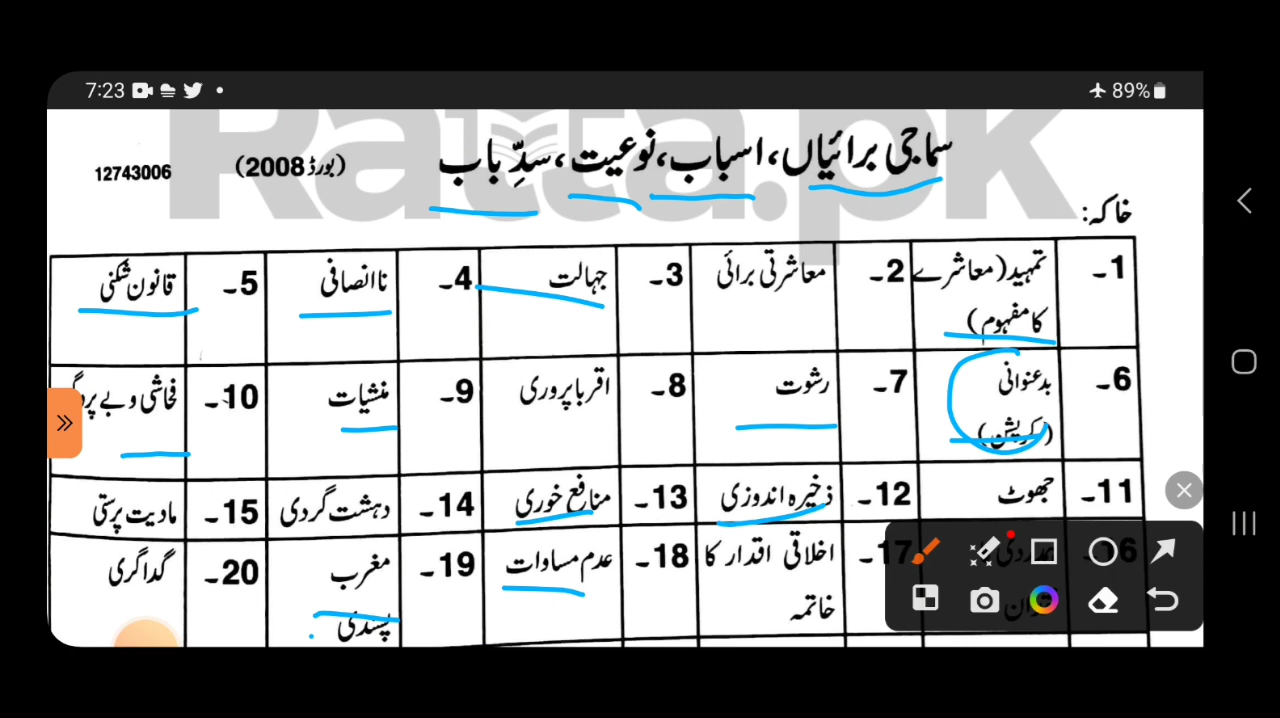 7:23
89%
Ratta.pk
سماجی برائیاں، اسباب، نوعیت، سدِّباب (بورڈ 2008) 12743006
خاکہ:
1۔ تمہید (معاشرے کا مفہوم) 2۔ معاشرتی برائی 3۔ جہالت 4۔ ناانصافی 5۔ قانون شکنی
6۔ بدعنوانی (کرپشن) 7۔ رشوت 8۔ اقربا پروری 9۔ منشیات 10۔ فحاشی و بے
11۔ جھوٹ 12۔ ذخیرہ اندوزی 13۔ منافع خوری 14۔ دہشت گردی 15۔ مادیت پرستی
16 17۔ اخلاقی اقدار کا خاتمہ 18۔ عدم مساوات 19۔ مغرب پسندی 20۔ گداگری